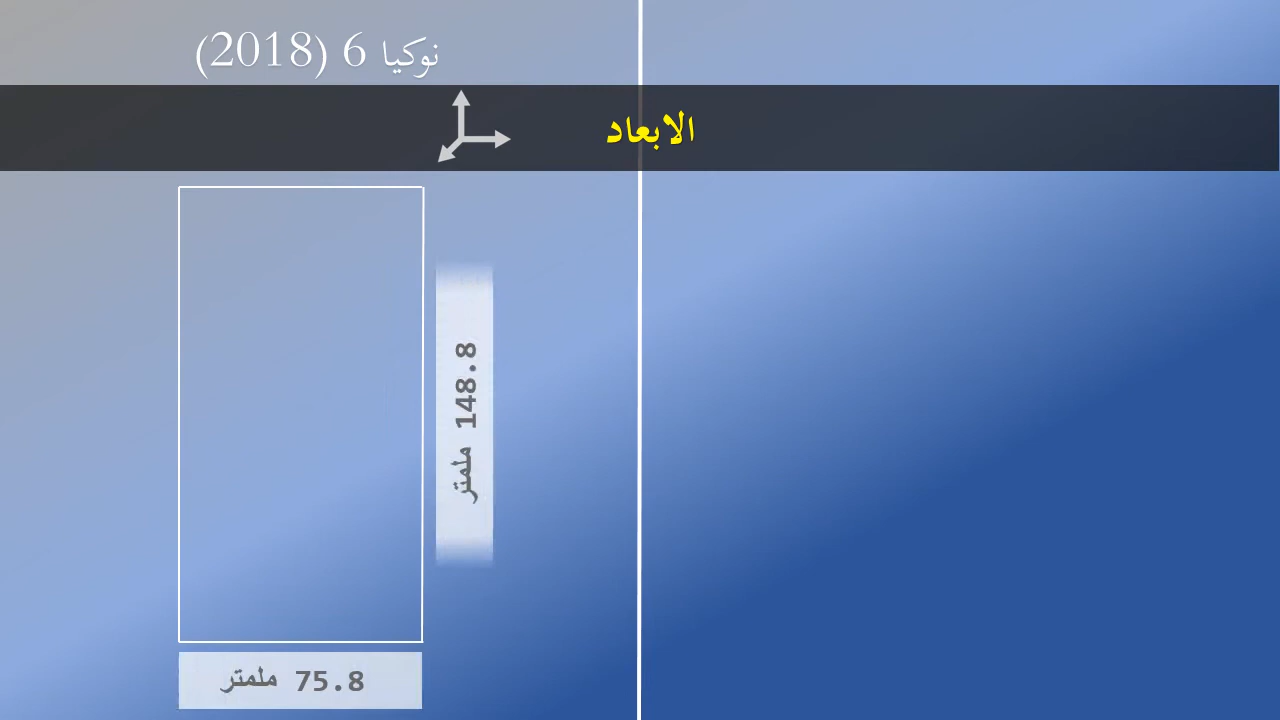 نوكيا 6 (2018)
الابعاد
148.8 ملمتر
75.8 ملمتر